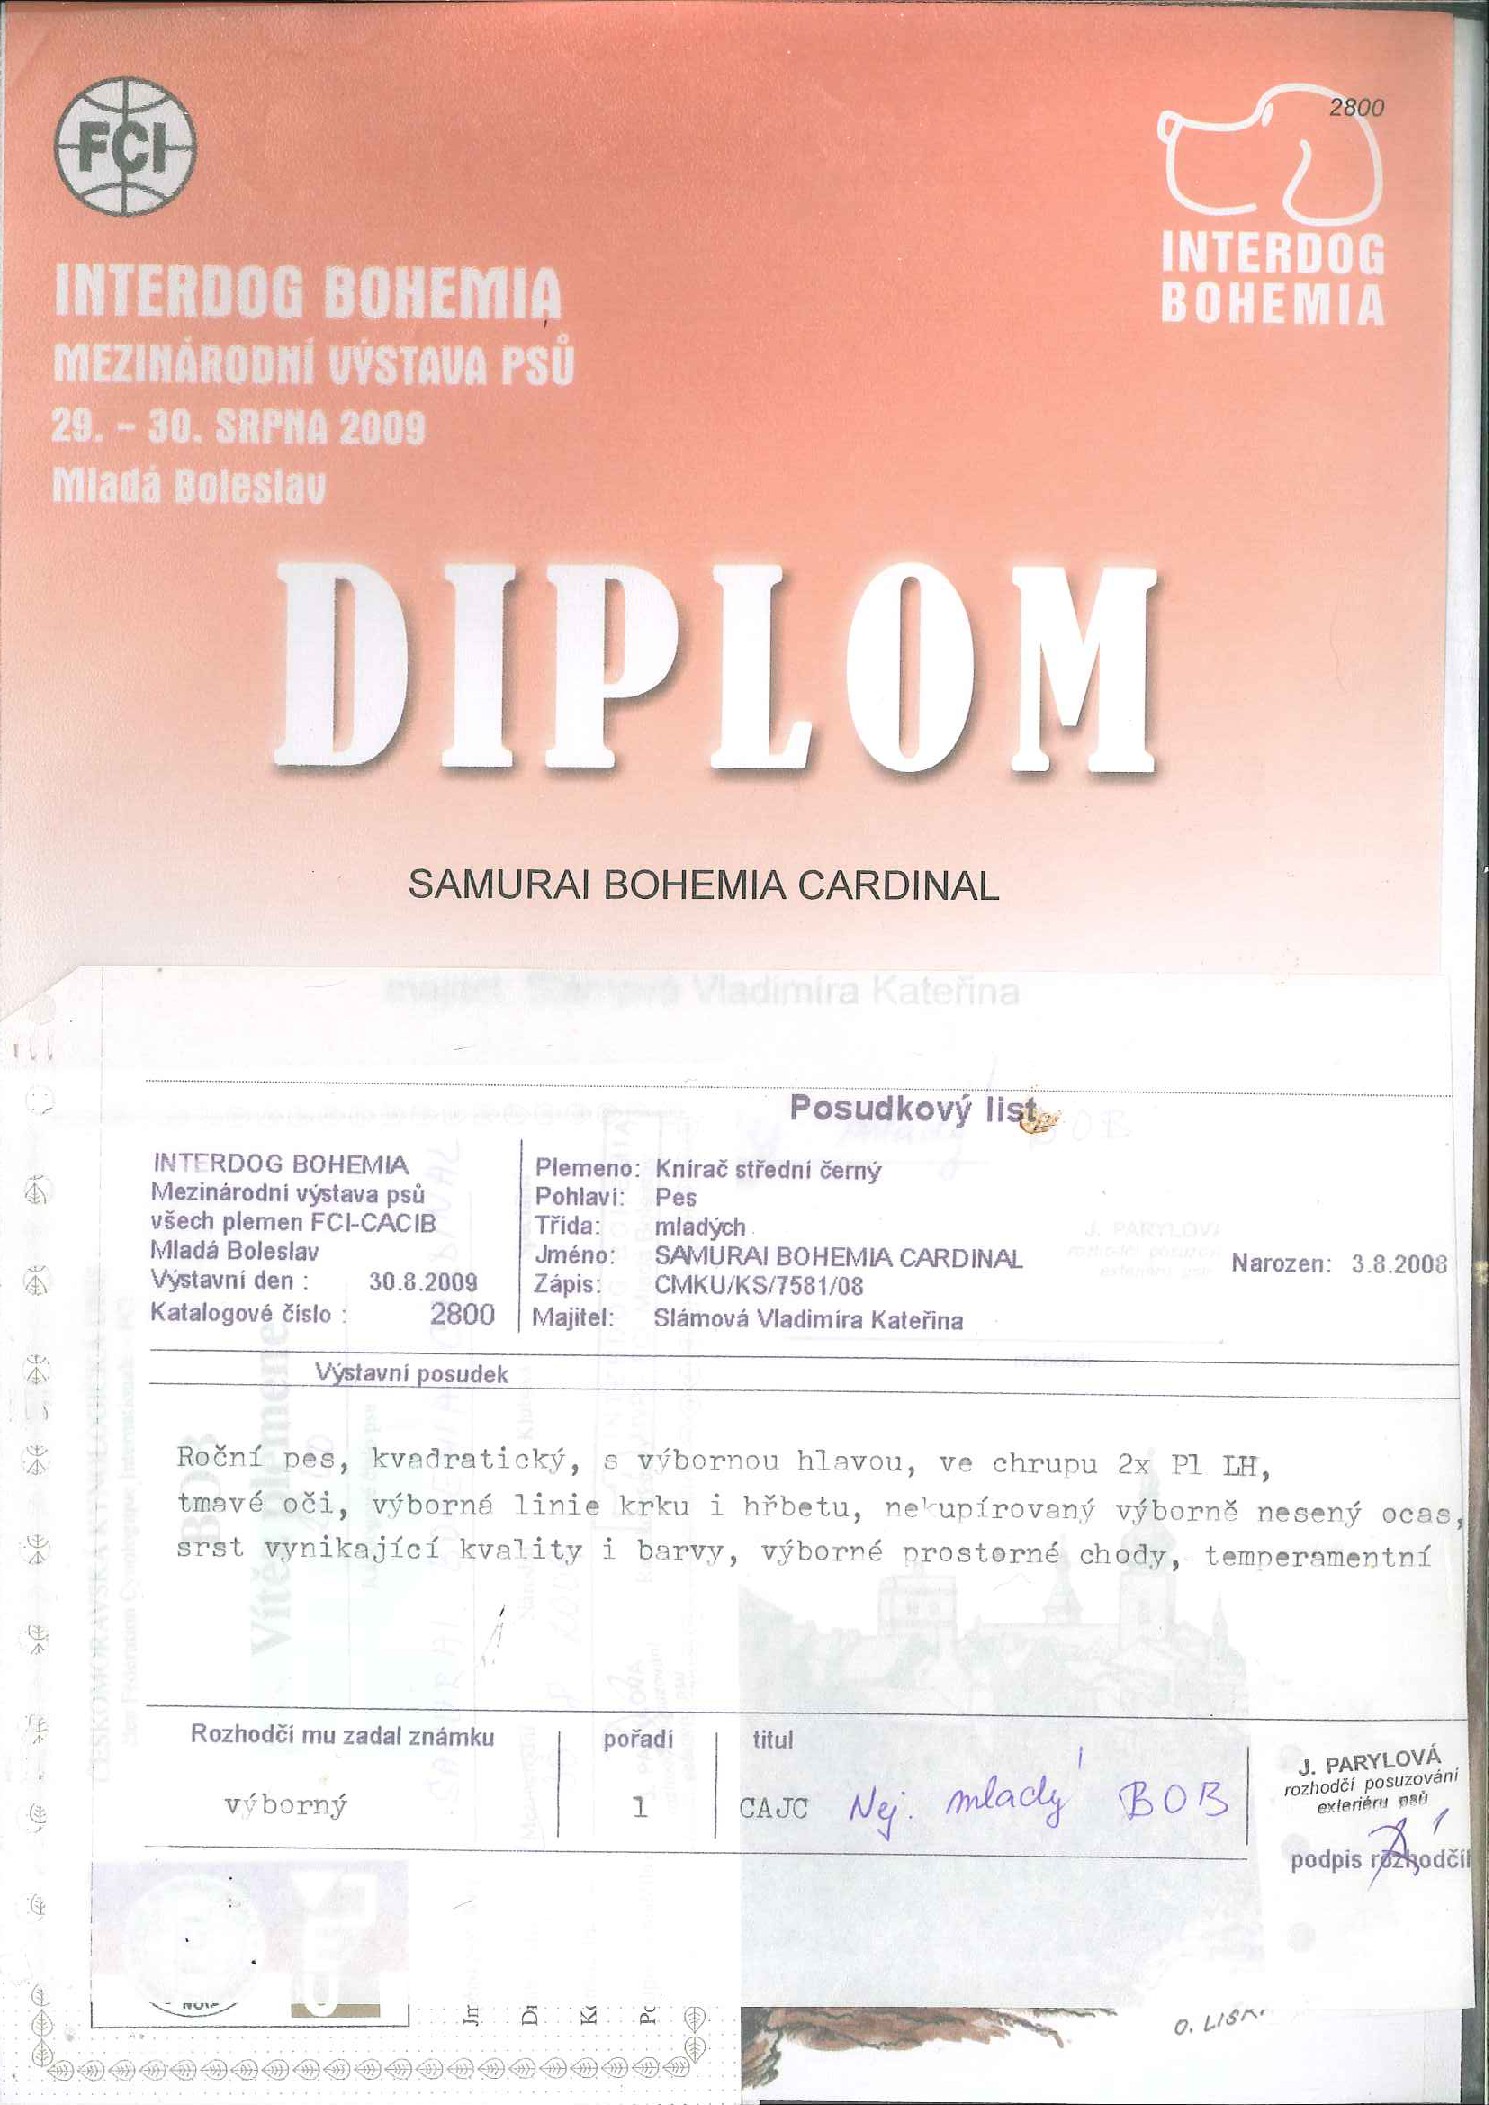 FCI
2800
INTERDOG
BOHEMIA
INTERDOG BOHEMIA
MEZINÁRODNÍ VÝSTAVA PSŮ
29. - 30. SRPNA 2009
Mladá Boleslav
DIPLOM
SAMURAI BOHEMIA CARDINAL
Vladimíra Kateřina
Posudkový list
INTERDOG BOHEMIA
Mezinárodní výstava psů
všech plemen FCI-CACIB
Mladá Boleslav
Výstavní den : 30.8.2009
Katalogové číslo : 2800
Plemeno: Knírač střední černý
Pohlaví: Pes
Třída: mladých
Jméno: SAMURAI BOHEMIA CARDINAL
Narozen: 3.8.2008
Zápis: CMKU/KS/7581/08
Majitel: Slámová Vladimíra Kateřina
Výstavní posudek
Roční pes, kvadratický, s výbornou hlavou, ve chrupu 2x P1 LH,
tmavé oči, výborná linie krku i hřbetu, nekupírovaný výborně nesený ocas,
srst vynikající kvality i barvy, výborné prostorné chody, temperamentní
Rozhodčí mu zadal známku pořadí titul
výborný 1 CAJC Nej. mladý BOB
J. PARYLOVÁ
rozhodčí posuzování
exteriéru psů
podpis rozhodčí
BOB
Vítěz plemene